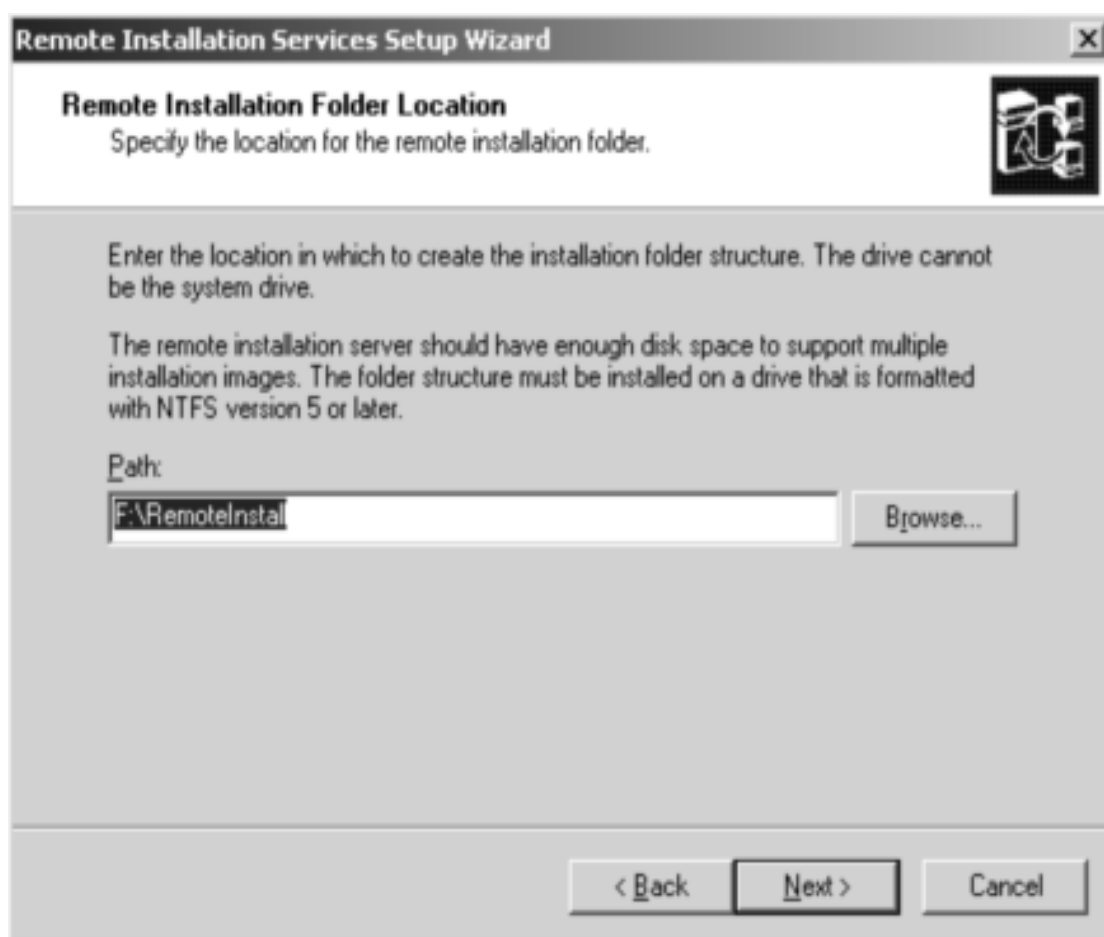 Remote Installation Services Setup Wizard
Remote Installation Folder Location
Specify the location for the remote installation folder.
Enter the location in which to create the installation folder structure. The drive cannot
be the system drive.
The remote installation server should have enough disk space to support multiple
installation images. The folder structure must be installed on a drive that is formatted
with NTFS version 5 or later.
Path:
F:\RemoteInstall
Browse...
< Back
Next >
Cancel